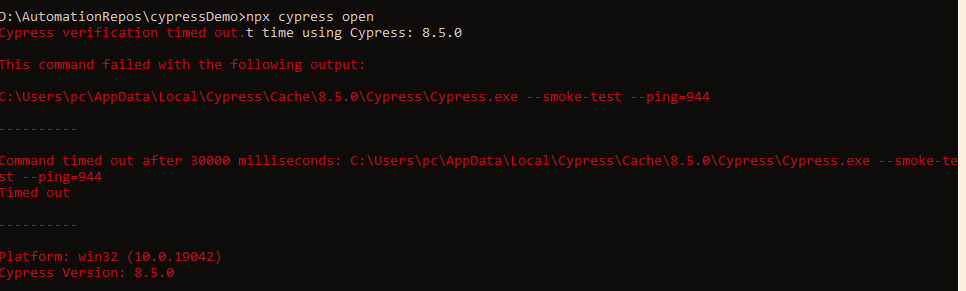 D:\AutomationRepos\cypressDemo>npx cypress open
Cypress verification timed out.t time using Cypress: 8.5.0
This command failed with the following output:
C:\Users\pc\AppData\Local\Cypress\Cache\8.5.0\Cypress\Cypress.exe --smoke-test --ping=944
----------
Command timed out after 30000 milliseconds: C:\Users\pc\AppData\Local\Cypress\Cache\8.5.0\Cypress\Cypress.exe --smoke-te
st --ping=944
Timed out
----------
Platform: win32 (10.0.19042)
Cypress Version: 8.5.0